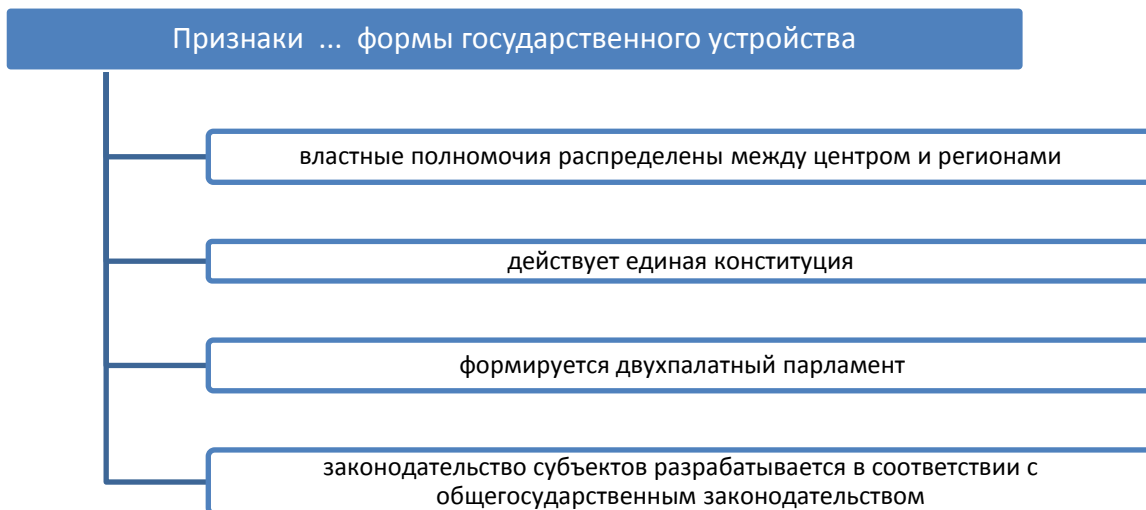 Признаки ... формы государственного устройства
властные полномочия распределены между центром и регионами
действует единая конституция
формируется двухпалатный парламент
законодательство субъектов разрабатывается в соответствии с
общегосударственным законодательством